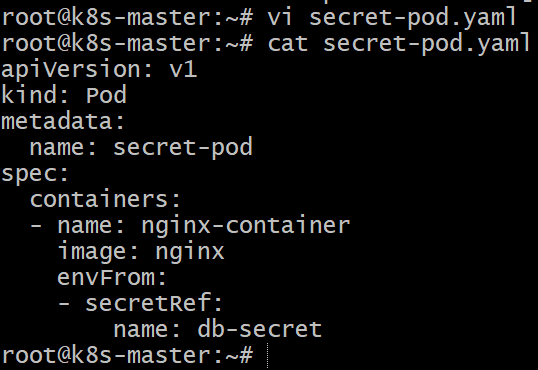 root@k8s-master:~# vi secret-pod.yaml
root@k8s-master:~# cat secret-pod.yaml
apiVersion: v1
kind: Pod
metadata:
  name: secret-pod
spec:
  containers:
  - name: nginx-container
    image: nginx
    envFrom:
    - secretRef:
        name: db-secret
root@k8s-master:~#